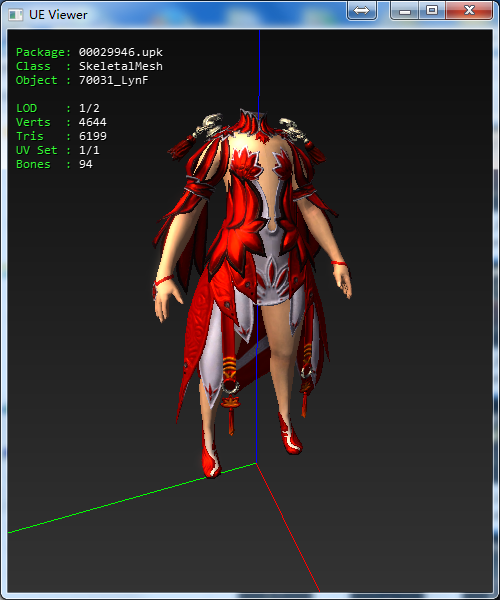 UE Viewer
Package: 00029946.upk
Class : SkeletalMesh
Object : 70031_LynF
LOD : 1/2
Verts : 4644
Tris : 6199
UV Set : 1/1
Bones : 94